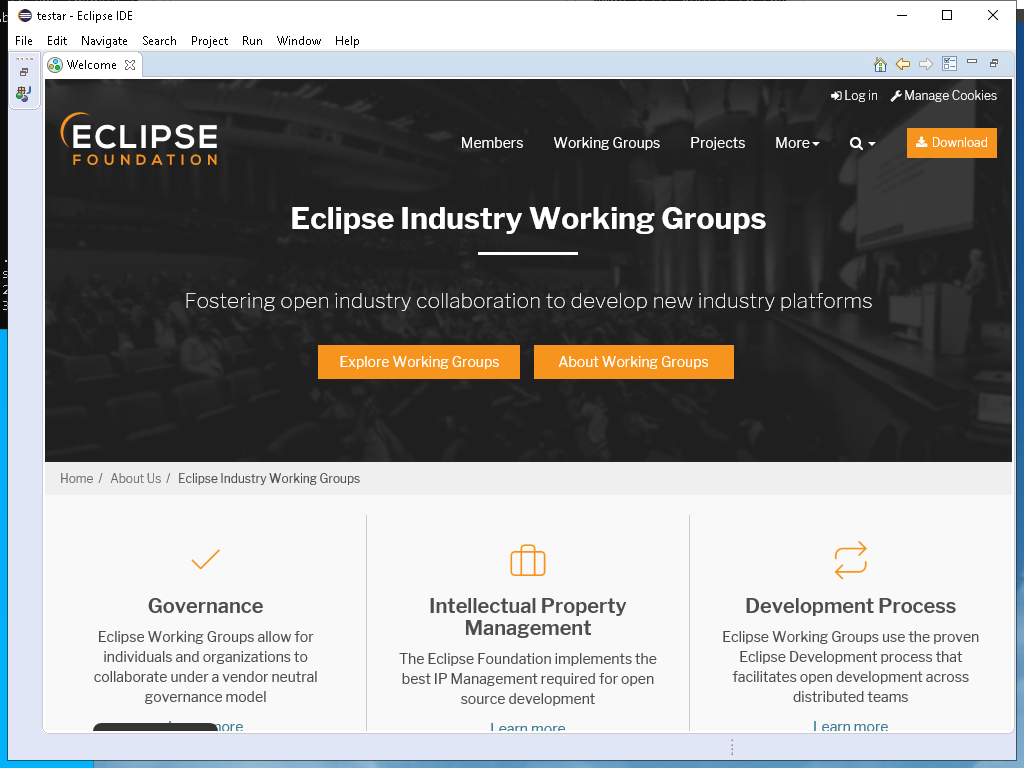 testar - Eclipse IDE
File Edit Navigate Search Project Run Window Help
Welcome
Log in Manage Cookies
ECLIPSE
FOUNDATION
Members Working Groups Projects More Download
Eclipse Industry Working Groups
Fostering open industry collaboration to develop new industry platforms
Explore Working Groups About Working Groups
Home / About Us / Eclipse Industry Working Groups
Governance
Eclipse Working Groups allow for
individuals and organizations to
collaborate under a vendor neutral
governance model
Learn more
Intellectual Property
Management
The Eclipse Foundation implements the
best IP Management required for open
source development
Learn more
Development Process
Eclipse Working Groups use the proven
Eclipse Development process that
facilitates open development across
distributed teams
Learn more